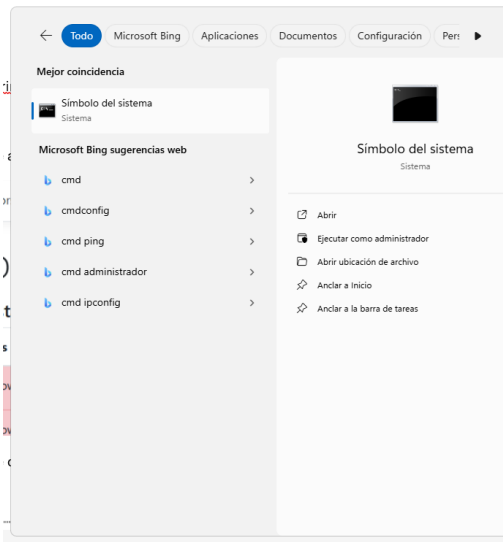 Todo Microsoft Bing Aplicaciones Documentos Configuración
Mejor coincidencia
Símbolo del sistema
Sistema
Microsoft Bing sugerencias web
cmd
cmdconfig
cmd ping
cmd administrador
cmd ipconfig
Símbolo del sistema
Sistema
Abrir
Ejecutar como administrador
Abrir ubicación de archivo
Anclar a Inicio
Anclar a la barra de tareas